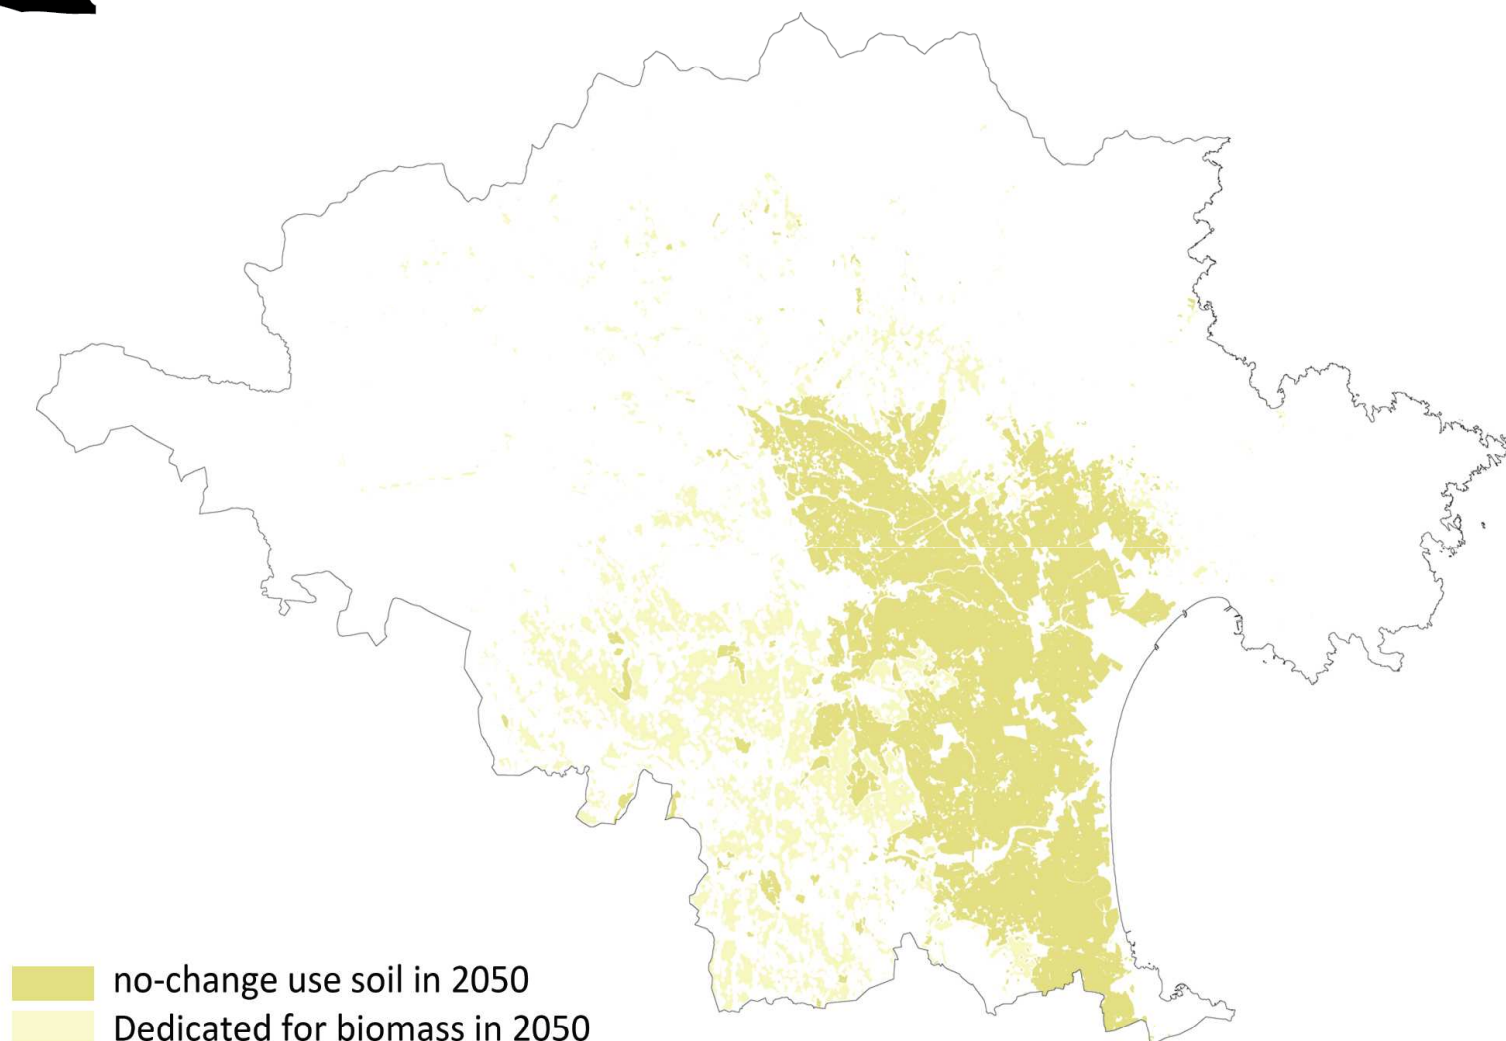 no-change use soil in 2050
Dedicated for biomass in 2050